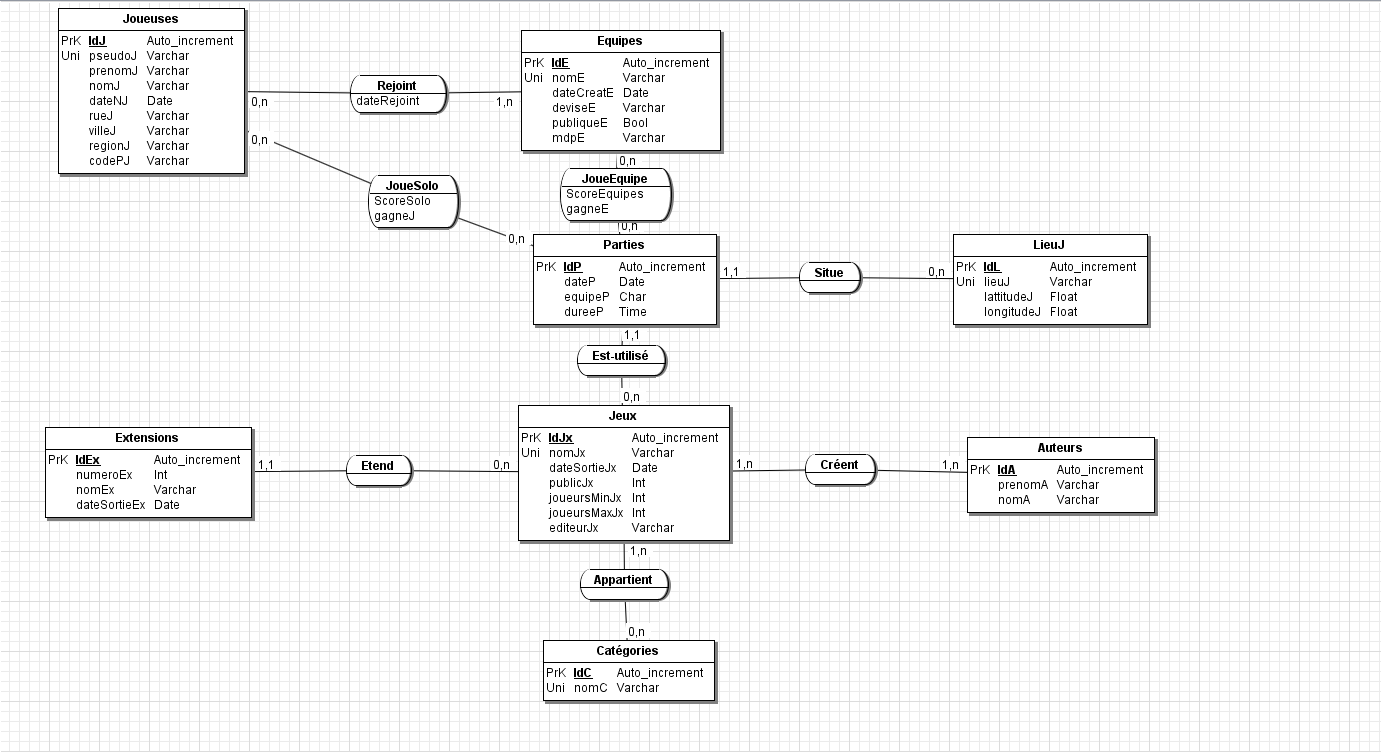 Joueuses
PrK IdJ Auto_increment
Uni pseudoJ Varchar
prenomJ Varchar
nomJ Varchar
dateNJ Date
rueJ Varchar
villeJ Varchar
regionJ Varchar
codePJ Varchar
0,n
Rejoint
dateRejoint
1,n
Equipes
PrK IdE Auto_increment
Uni nomE Varchar
dateCreatE Date
deviseE Varchar
publiqueE Bool
mdpE Varchar
0,n
JoueSolo
ScoreSolo
gagneJ
0,n
0,n
JoueEquipe
ScoreEquipes
gagneE
0,n
Parties
PrK IdP Auto_increment
dateP Date
equipeP Char
dureeP Time
1,1
Situe
0,n
LieuJ
PrK IdL Auto_increment
Uni lieuJ Varchar
lattitudeJ Float
longitudeJ Float
1,1
Est-utilisé
0,n
Extensions
PrK IdEx Auto_increment
numeroEx Int
nomEx Varchar
dateSortieEx Date
1,1
Etend
0,n
Jeux
PrK IdJx Auto_increment
Uni nomJx Varchar
dateSortieJx Date
publicJx Int
joueursMinJx Int
joueursMaxJx Int
editeurJx Varchar
1,n
Créent
1,n
Auteurs
PrK IdA Auto_increment
prenomA Varchar
nomA Varchar
1,n
Appartient
0,n
Catégories
PrK IdC Auto_increment
Uni nomC Varchar